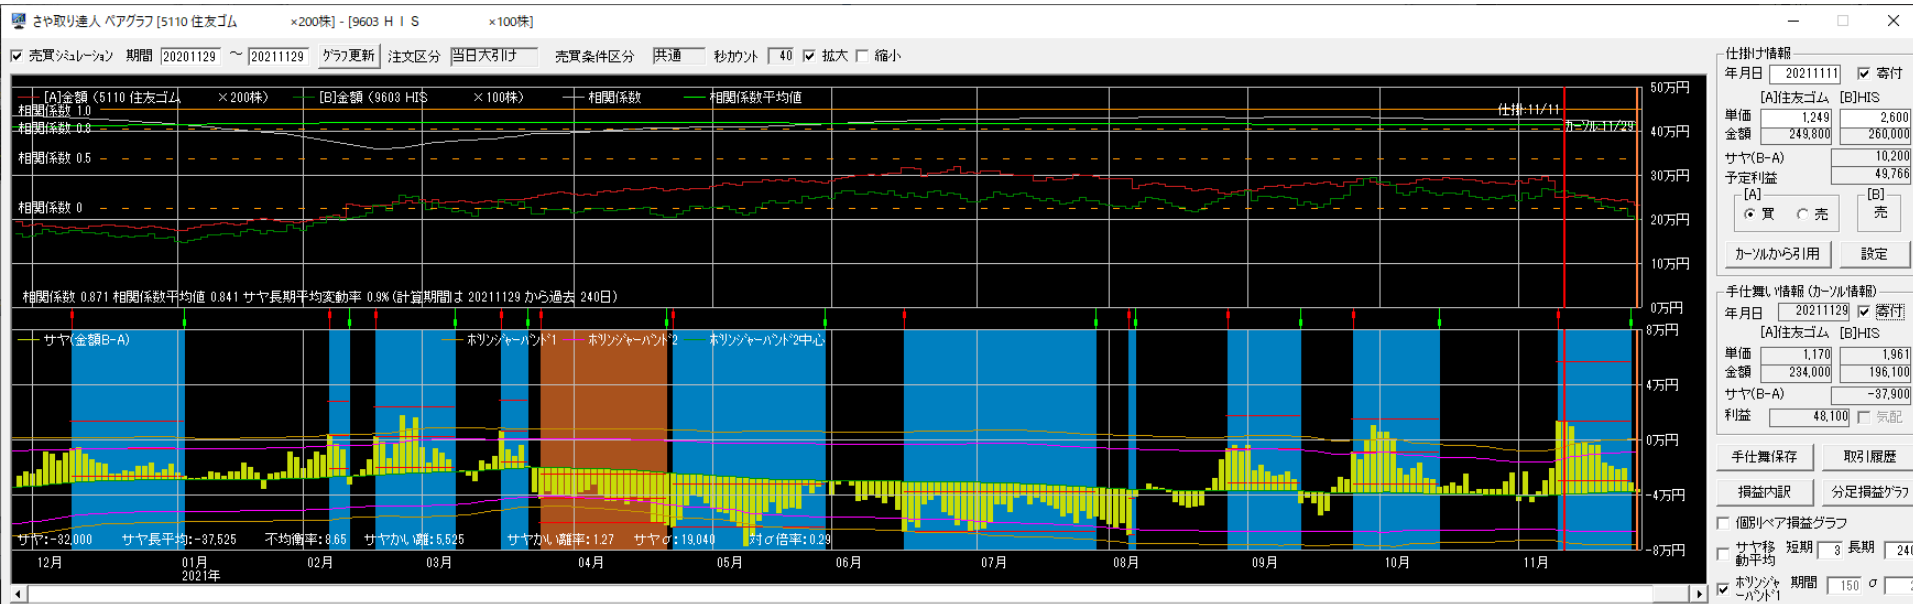 さや取り達人 ペアグラフ [5110 住友ゴム ×200株] - [9603 ＨＩＳ ×100株]
売買シミュレーション 期間 20201129 ～ 20211129 グラフ更新 注文区分 当日大引け 売買条件区分 共通 秒カウント 40 拡大 縮小
[A]金額 (5110 住友ゴム ×200株) [B]金額 (9603 HIS ×100株) 相関係数 相関係数平均値
相関係数 1.0
相関係数 0.8
相関係数 0.5
相関係数 0
仕掛:11/11
カーソル:11/29
50万円
40万円
30万円
20万円
10万円
0万円
相関係数 0.871 相関係数平均値 0.841 サヤ長期平均変動率 0.9% (計算期間は 20211129 から過去 240日)
サヤ(金額B-A) ボリンジャーバンド1 ボリンジャーバンド2 ボリンジャーバンド2中心
8万円
4万円
0万円
-4万円
-8万円
サヤ:-32,000 サヤ長平均:-37,525 不均衡率:8.65 サヤかい離:5,525 サヤかい離率:1.27 サヤσ:19,040 対σ倍率:0.29
12月 01月 02月 03月 04月 05月 06月 07月 08月 09月 10月 11月
2021年
仕掛け情報
年月日 20211111 寄付
[A]住友ゴム [B]HIS
単価 1,249 2,600
金額 249,800 260,000
サヤ(B-A) 10,200
予定利益 49,766
[A] [B]
買 売 売
カーソルから引用 設定
手仕舞い情報 (カーソル情報)
年月日 20211129 寄付
[A]住友ゴム [B]HIS
単価 1,170 1,961
金額 234,000 196,100
サヤ(B-A) -37,900
利益 48,100 気配
手仕舞保存 取引履歴
損益内訳 分足損益グラフ
個別ペア損益グラフ
サヤ移動平均 短期 3 長期 240
ボリンジャーバンド1 期間 150 σ